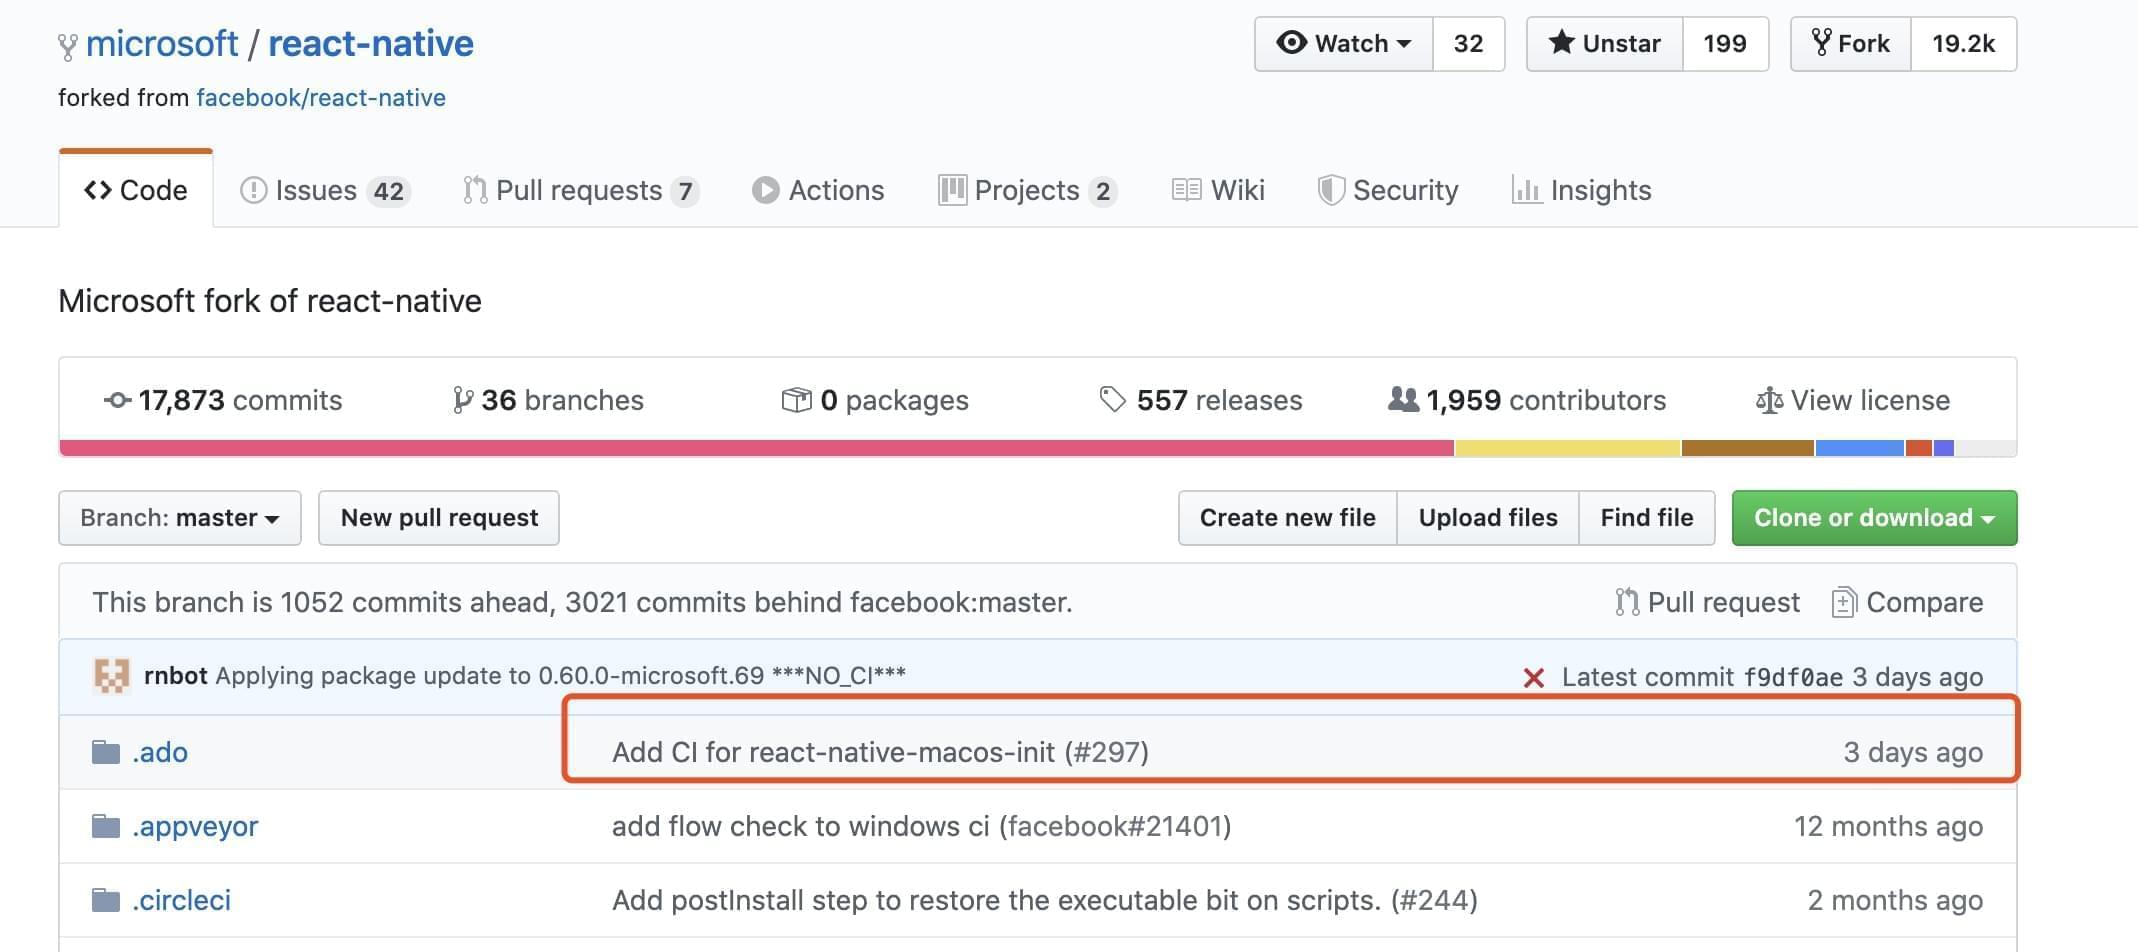 microsoft / react-native
Watch 32
Unstar 199
Fork 19.2k
forked from facebook/react-native
Code
Issues 42
Pull requests 7
Actions
Projects 2
Wiki
Security
Insights
Microsoft fork of react-native
17,873 commits
36 branches
0 packages
557 releases
1,959 contributors
View license
Branch: master
New pull request
Create new file
Upload files
Find file
Clone or download
This branch is 1052 commits ahead, 3021 commits behind facebook:master.
Pull request
Compare
rnbot Applying package update to 0.60.0-microsoft.69 ***NO_CI***
Latest commit f9df0ae 3 days ago
.ado
Add CI for react-native-macos-init (#297)
3 days ago
.appveyor
add flow check to windows ci (facebook#21401)
12 months ago
.circleci
Add postInstall step to restore the executable bit on scripts. (#244)
2 months ago